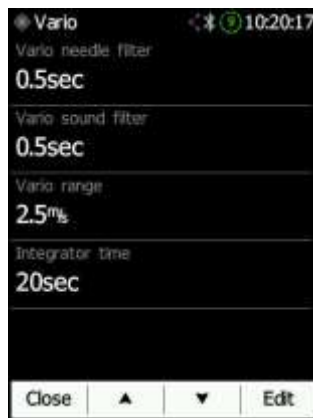 Vario 9 10:20:17
Vario needle filter
0.5sec
Vario sound filter
0.5sec
Vario range
2.5m/s
Integrator time
20sec
Close ▲ ▼ Edit